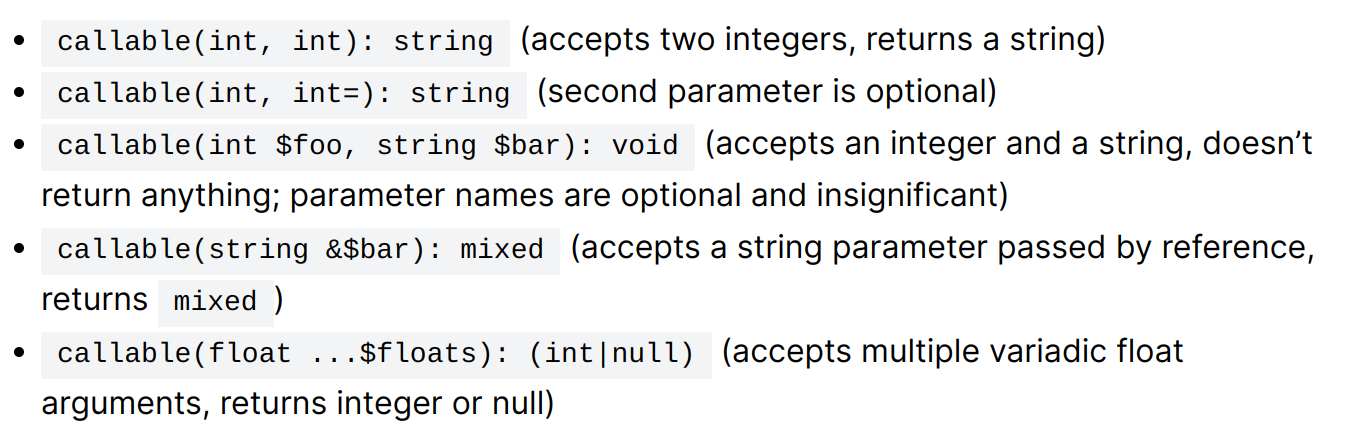 • callable(int, int): string (accepts two integers, returns a string)
• callable(int, int=): string (second parameter is optional)
• callable(int $foo, string $bar): void (accepts an integer and a string, doesn’t
return anything; parameter names are optional and insignificant)
• callable(string &$bar): mixed (accepts a string parameter passed by reference,
returns mixed )
• callable(float ...$floats): (int|null) (accepts multiple variadic float
arguments, returns integer or null)